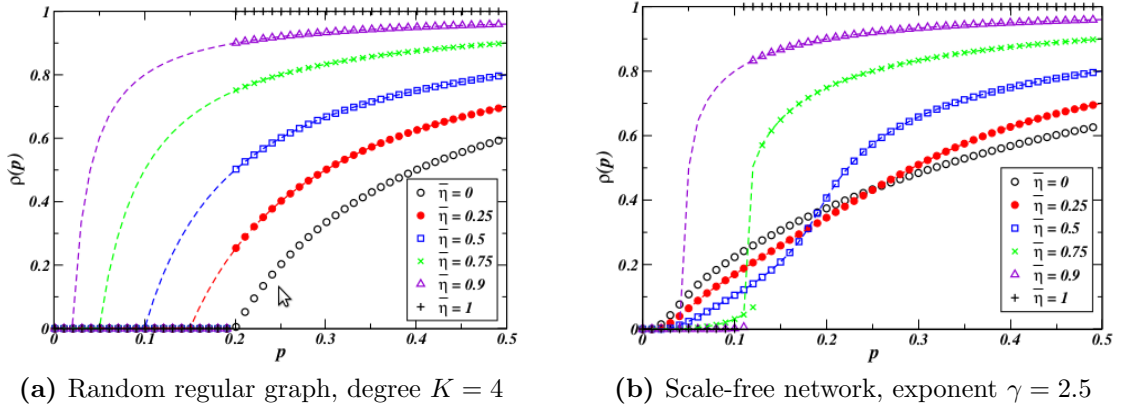 1
0.8
0.6
0.4
0.2
0
ρ(p)
0 0.1 0.2 0.3 0.4 0.5
p
η̅ = 0
η̅ = 0.25
η̅ = 0.5
η̅ = 0.75
η̅ = 0.9
η̅ = 1
(a) Random regular graph, degree K = 4
1
0.8
0.6
0.4
0.2
0
ρ(p)
0 0.1 0.2 0.3 0.4 0.5
p
η̅ = 0
η̅ = 0.25
η̅ = 0.5
η̅ = 0.75
η̅ = 0.9
η̅ = 1
(b) Scale-free network, exponent γ = 2.5